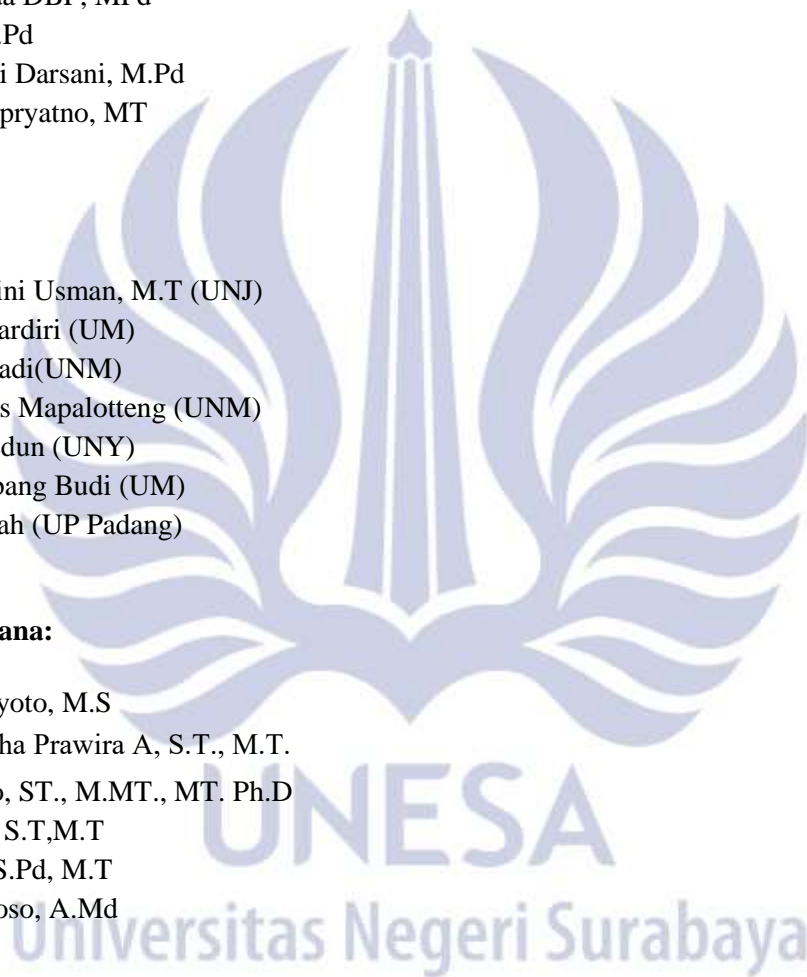 DBP, MPd
.Pd
i Darsani, M.Pd
pryatno, MT
ini Usman, M.T (UNJ)
ardiri (UM)
adi(UNM)
s Mapalotteng (UNM)
dun (UNY)
bang Budi (UM)
ah (UP Padang)
ana:
yoto, M.S
ha Prawira A, S.T., M.T.
o, ST., M.MT., MT. Ph.D
S.T,M.T
S.Pd, M.T
oso, A.Md
UNESA
Universitas Negeri Surabaya